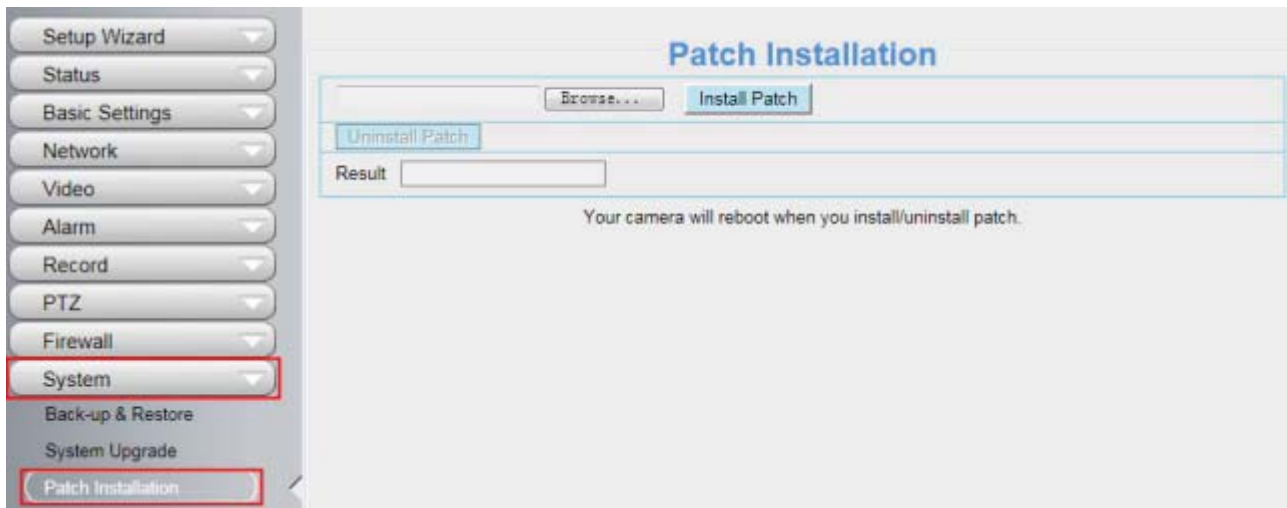 Setup Wizard
Status
Basic Settings
Network
Video
Alarm
Record
PTZ
Firewall
System
Back-up & Restore
System Upgrade
Patch Installation
Patch Installation
Browse... Install Patch
Uninstall Patch
Result
Your camera will reboot when you install/uninstall patch.